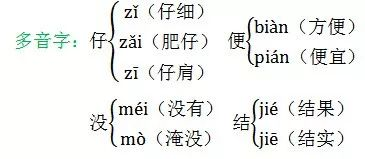 多音字：仔 zǐ（仔细） zǎi（肥仔） zī（仔肩）
便 biàn（方便） pián（便宜）
没 méi（没有） mò（淹没）
结 jié（结果） jiē（结实）